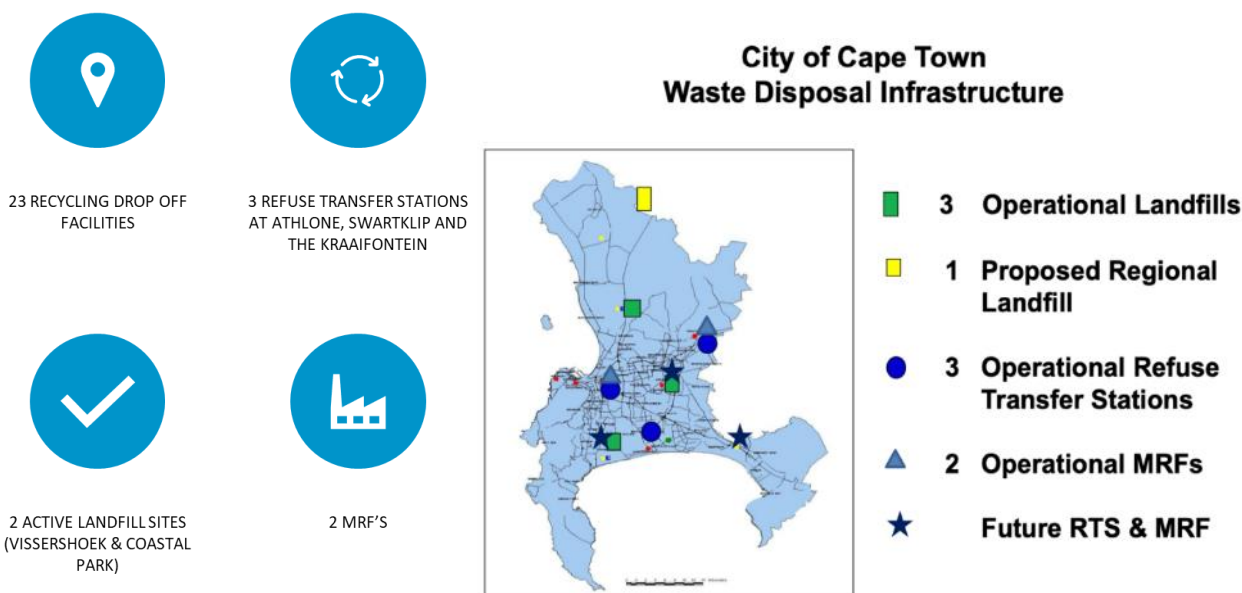 23 RECYCLING DROP OFF
FACILITIES
3 REFUSE TRANSFER STATIONS
AT ATHLONE, SWARTKLIP AND
THE KRAAIFONTEIN
2 ACTIVE LANDFILL SITES
(VISSERSHOEK & COASTAL
PARK)
2 MRF'S
City of Cape Town
Waste Disposal Infrastructure
3 Operational Landfills
1 Proposed Regional
Landfill
3 Operational Refuse
Transfer Stations
2 Operational MRFs
Future RTS & MRF